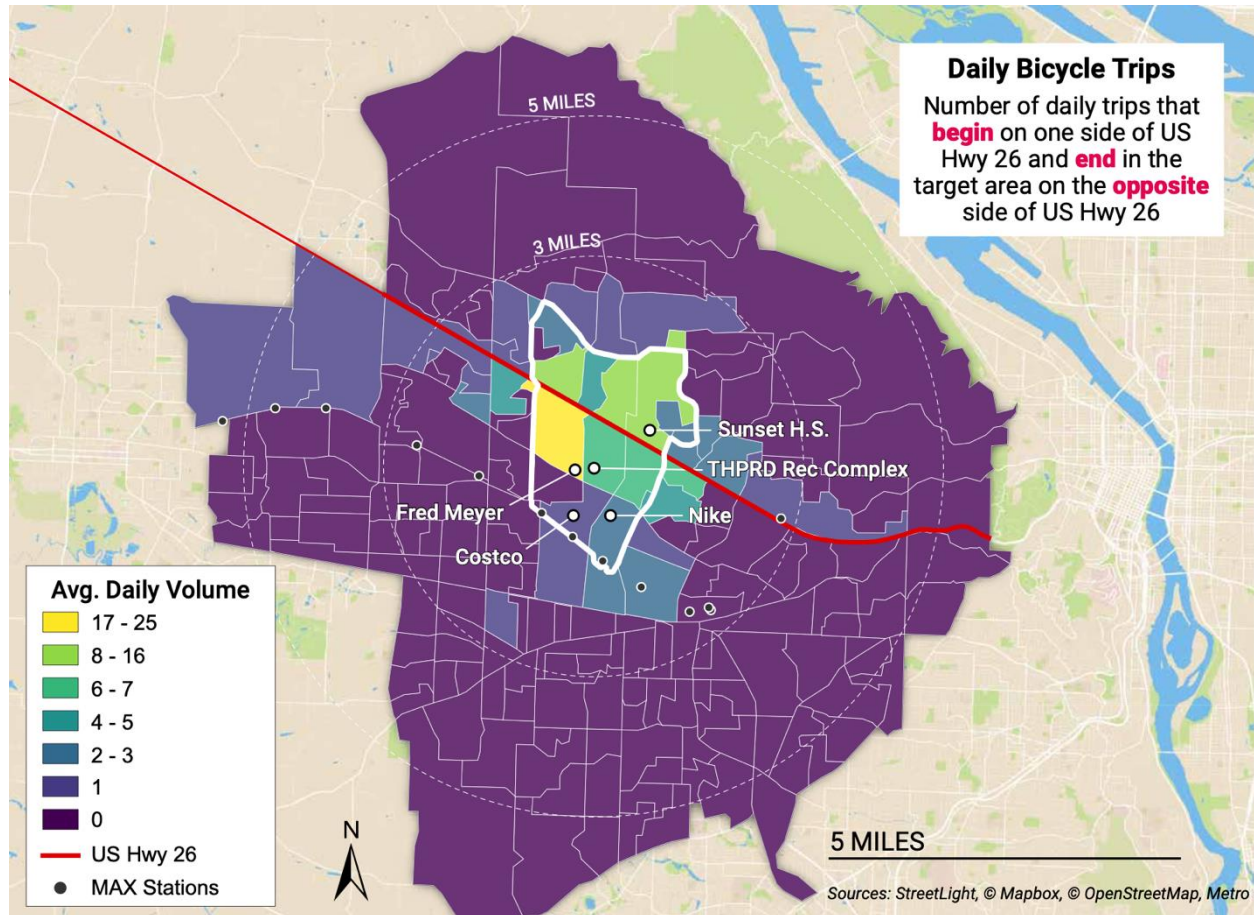 Daily Bicycle Trips
Number of daily trips that
begin on one side of US
Hwy 26 and end in the
target area on the opposite
side of US Hwy 26
5 MILES
3 MILES
Sunset H.S.
THPRD Rec Complex
Fred Meyer
Nike
Costco
Avg. Daily Volume
17 - 25
8 - 16
6 - 7
4 - 5
2 - 3
1
0
US Hwy 26
MAX Stations
N
5 MILES
Sources: StreetLight, © Mapbox, © OpenStreetMap, Metro